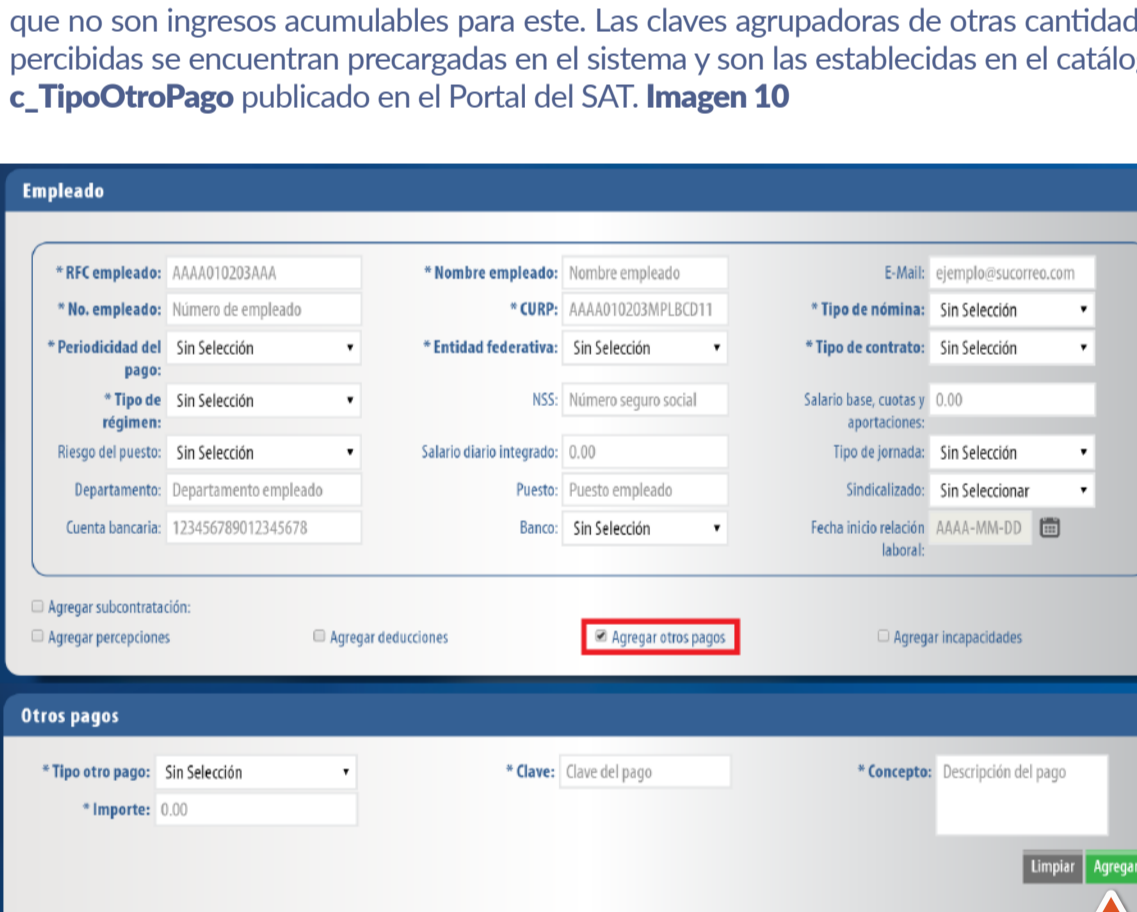 que no son ingresos acumulables para este. Las claves agrupadoras de otras cantidad
percibidas se encuentran precargadas en el sistema y son las establecidas en el catálo
c_TipoOtroPago publicado en el Portal del SAT. Imagen 10
Empleado
* RFC empleado: AAAA010203AAA * Nombre empleado: Nombre empleado E-Mail: ejemplo@sucorreo.com
* No. empleado: Número de empleado * CURP: AAAA010203MPLBCD11 * Tipo de nómina: Sin Selección
* Periodicidad del Sin Selección * Entidad federativa: Sin Selección * Tipo de contrato: Sin Selección
pago:
* Tipo de Sin Selección NSS: Número seguro social Salario base, cuotas y 0.00
régimen: aportaciones:
Riesgo del puesto: Sin Selección Salario diario integrado: 0.00 Tipo de jornada: Sin Selección
Departamento: Departamento empleado Puesto: Puesto empleado Sindicalizado: Sin Seleccionar
Cuenta bancaria: 123456789012345678 Banco: Sin Selección Fecha inicio relación AAAA-MM-DD
laboral:
Agregar subcontratación:
Agregar percepciones Agregar deducciones Agregar otros pagos Agregar incapacidades
Otros pagos
* Tipo otro pago: Sin Selección * Clave: Clave del pago * Concepto: Descripción del pago
* Importe: 0.00
Limpiar Agregar